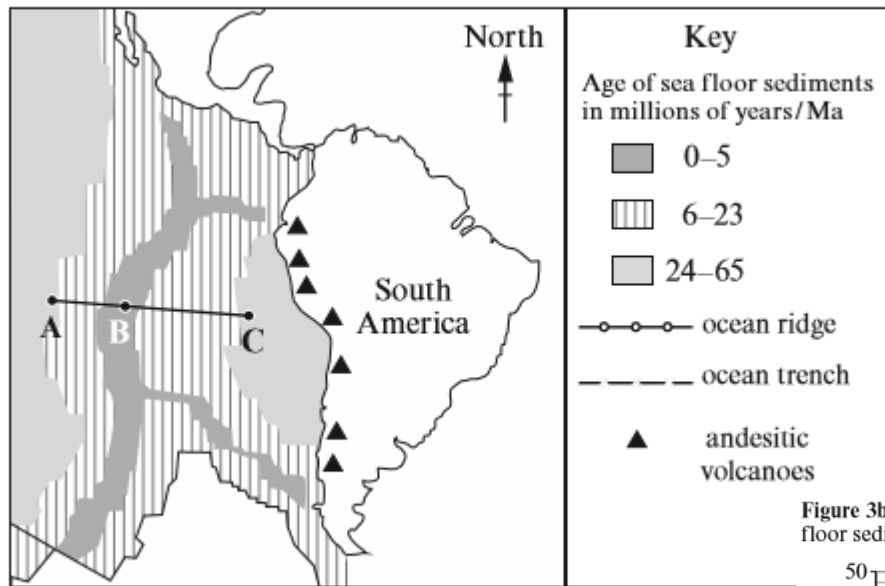 North
A
B
C
South
America
Key
Age of sea floor sediments
in millions of years/Ma
0–5
6–23
24–65
ocean ridge
ocean trench
andesitic
volcanoes
Figure 3b
floor sedi
50